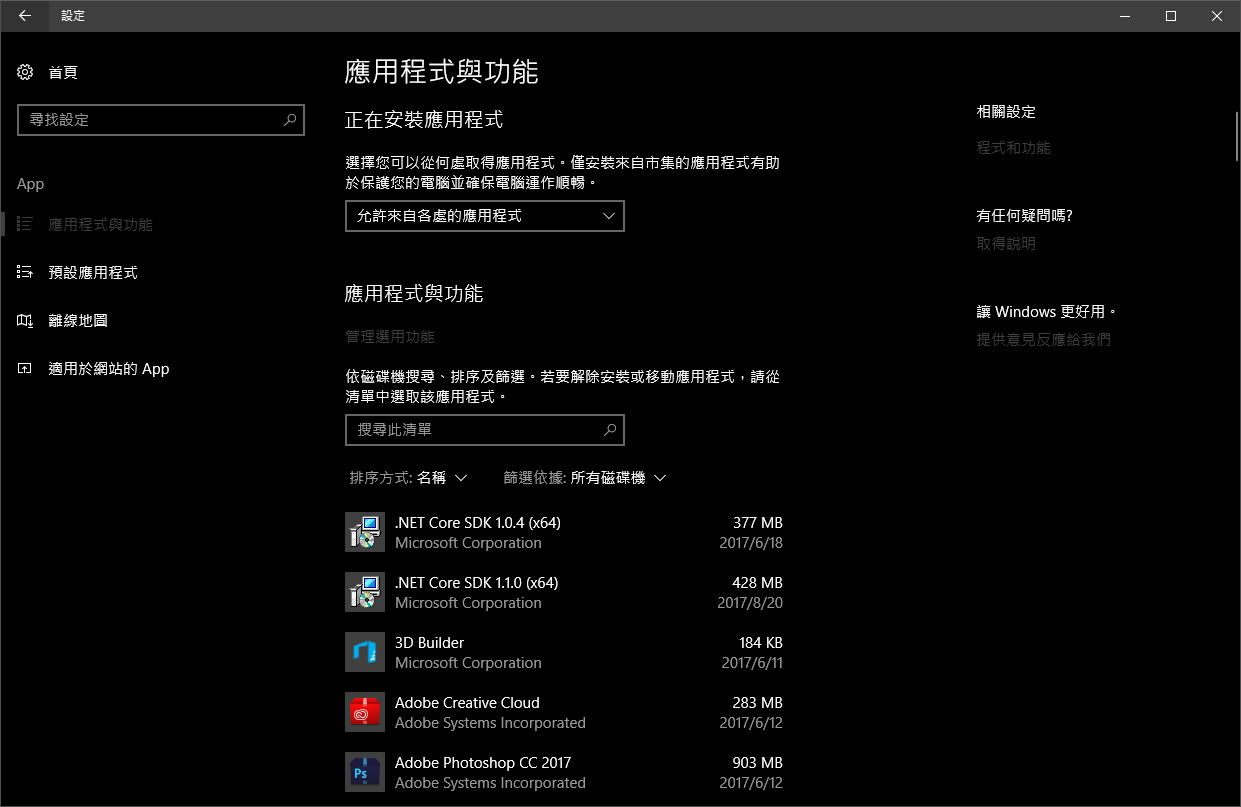 設定
首頁
尋找設定
App
應用程式與功能
預設應用程式
離線地圖
適用於網站的 App
應用程式與功能
正在安裝應用程式
選擇您可以從何處取得應用程式。僅安裝來自市集的應用程式有助
於保護您的電腦並確保電腦運作順暢。
允許來自各處的應用程式
應用程式與功能
管理選用功能
依磁碟機搜尋、排序及篩選。若要解除安裝或移動應用程式，請從
清單中選取該應用程式。
搜尋此清單
排序方式: 名稱 篩選依據: 所有磁碟機
.NET Core SDK 1.0.4 (x64) 377 MB
Microsoft Corporation 2017/6/18
.NET Core SDK 1.1.0 (x64) 428 MB
Microsoft Corporation 2017/8/20
3D Builder 184 KB
Microsoft Corporation 2017/6/11
Adobe Creative Cloud 283 MB
Adobe Systems Incorporated 2017/6/12
Ps
Adobe Photoshop CC 2017 903 MB
Adobe Systems Incorporated 2017/6/12
相關設定
程式和功能
有任何疑問嗎?
取得說明
讓 Windows 更好用。
提供意見反應給我們